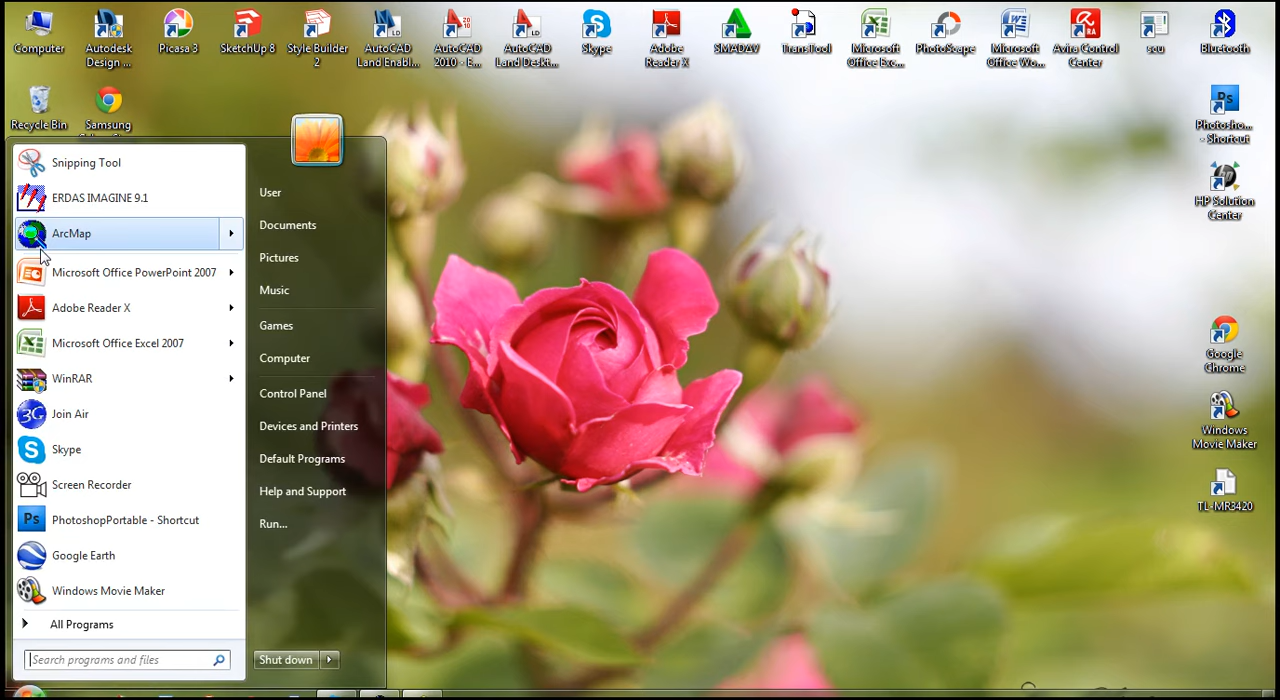 Computer
Autodesk
Design ...
Picasa 3
SketchUp 8
Style Builder
2
AutoCAD
Land Enabl...
AutoCAD
2010 - E...
AutoCAD
Land Deskt...
Skype
Adobe
Reader X
SMADAV
TransTool
Microsoft
Office Exc...
PhotoScape
Microsoft
Office Wo...
Avira Control
Center
scu
Bluetooth
Recycle Bin
Samsung
Photosho...
- Shortcut
HP Solution
Center
Google
Chrome
Windows
Movie Maker
TL-MR3420
Snipping Tool
ERDAS IMAGINE 9.1
ArcMap
Microsoft Office PowerPoint 2007
Adobe Reader X
Microsoft Office Excel 2007
WinRAR
Join Air
Skype
Screen Recorder
PhotoshopPortable - Shortcut
Google Earth
Windows Movie Maker
All Programs
Search programs and files
User
Documents
Pictures
Music
Games
Computer
Control Panel
Devices and Printers
Default Programs
Help and Support
Run...
Shut down